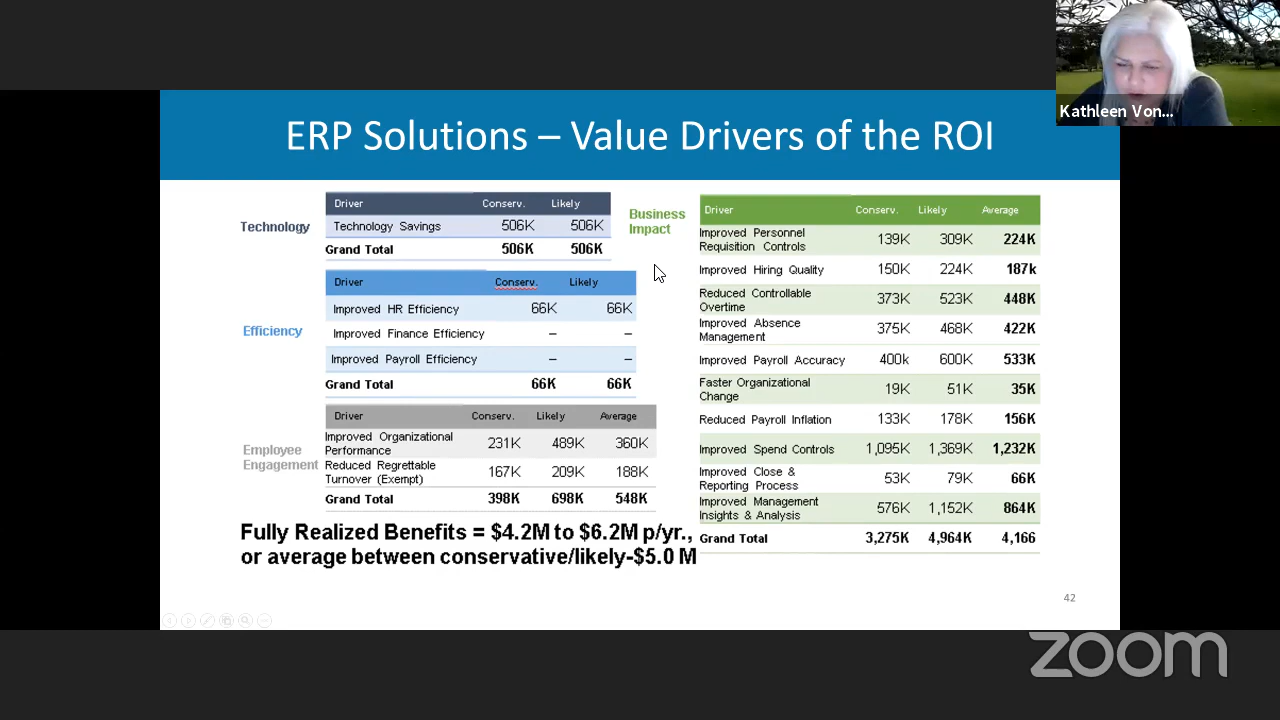 Kathleen Von...
ERP Solutions – Value Drivers of the ROI
Technology
Driver Conserv. Likely
Technology Savings 506K 506K
Grand Total 506K 506K
Efficiency
Driver Conserv. Likely
Improved HR Efficiency 66K 66K
Improved Finance Efficiency – –
Improved Payroll Efficiency – –
Grand Total 66K 66K
Employee
Engagement
Driver Conserv. Likely Average
Improved Organizational
Performance 231K 489K 360K
Reduced Regrettable
Turnover (Exempt) 167K 209K 188K
Grand Total 398K 698K 548K
Business
Impact
Driver Conserv. Likely Average
Improved Personnel
Requisition Controls 139K 309K 224K
Improved Hiring Quality 150K 224K 187k
Reduced Controllable
Overtime 373K 523K 448K
Improved Absence
Management 375K 468K 422K
Improved Payroll Accuracy 400k 600K 533K
Faster Organizational
Change 19K 51K 35K
Reduced Payroll Inflation 133K 178K 156K
Improved Spend Controls 1,095K 1,369K 1,232K
Improved Close &
Reporting Process 53K 79K 66K
Improved Management
Insights & Analysis 576K 1,152K 864K
Grand Total 3,275K 4,964K 4,166
Fully Realized Benefits = $4.2M to $6.2M p/yr.,
or average between conservative/likely-$5.0 M
42
zoom